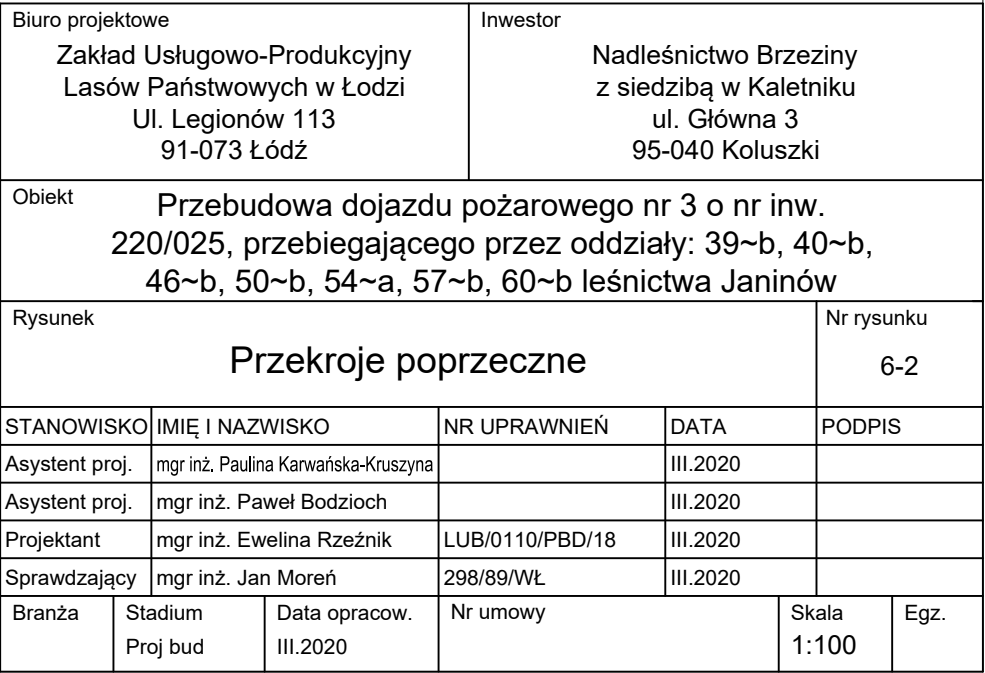 Biuro projektowe
Zakład Usługowo-Produkcyjny
Lasów Państwowych w Łodzi
Ul. Legionów 113
91-073 Łódź
Inwestor
Nadleśnictwo Brzeziny
z siedzibą w Kaletniku
ul. Główna 3
95-040 Koluszki
Obiekt
Przebudowa dojazdu pożarowego nr 3 o nr inw.
220/025, przebiegającego przez oddziały: 39~b, 40~b,
46~b, 50~b, 54~a, 57~b, 60~b leśnictwa Janinów
Rysunek
Przekroje poprzeczne
Nr rysunku
6-2
STANOWISKO IMIĘ I NAZWISKO NR UPRAWNIEŃ DATA PODPIS
Asystent proj. mgr inż. Paulina Karwańska-Kruszyna III.2020
Asystent proj. mgr inż. Paweł Bodzioch III.2020
Projektant mgr inż. Ewelina Rzeźnik LUB/0110/PBD/18 III.2020
Sprawdzający mgr inż. Jan Moreń 298/89/WŁ III.2020
Branża Stadium Data opracow. Nr umowy Skala Egz.
Proj bud III.2020 1:100